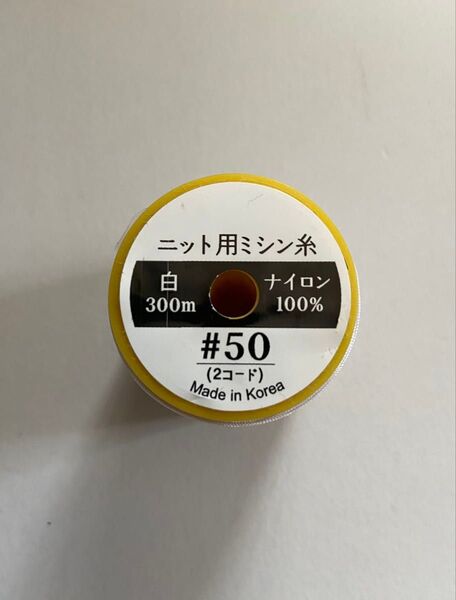 ニット用ミシン糸
白 ナイロン
300m 100%
#50
(2コード)
Made in Korea